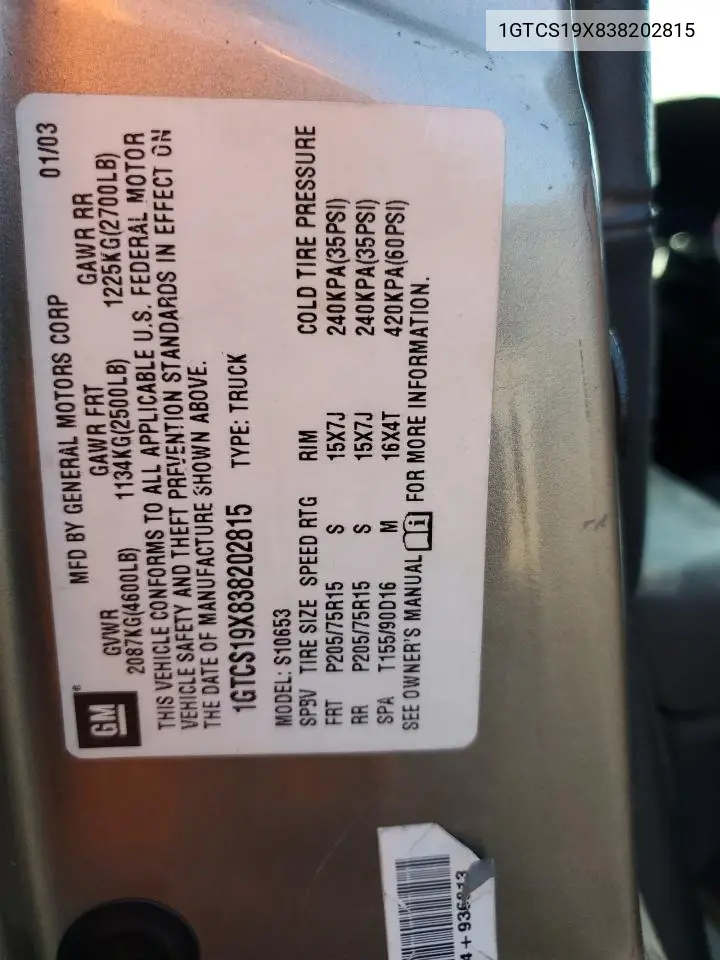 1GTCS19X838202815
MFD BY GENERAL MOTORS CORP 01/03
GVWR GAWR FRT GAWR RR
2087KG(4600LB) 1134KG(2500LB) 1225KG(2700LB)
THIS VEHICLE CONFORMS TO ALL APPLICABLE U.S. FEDERAL MOTOR
VEHICLE SAFETY AND THEFT PREVENTION STANDARDS IN EFFECT ON
THE DATE OF MANUFACTURE SHOWN ABOVE.
1GTCS19X838202815 TYPE: TRUCK
MODEL: S10653
SPBV TIRE SIZE SPEED RTG RIM COLD TIRE PRESSURE
FRT P205/75R15 S 15X7J 240KPA(35PSI)
RR P205/75R15 S 15X7J 240KPA(35PSI)
SPA T155/90D16 M 16X4T 420KPA(60PSI)
SEE OWNER'S MANUAL i FOR MORE INFORMATION.
GM®